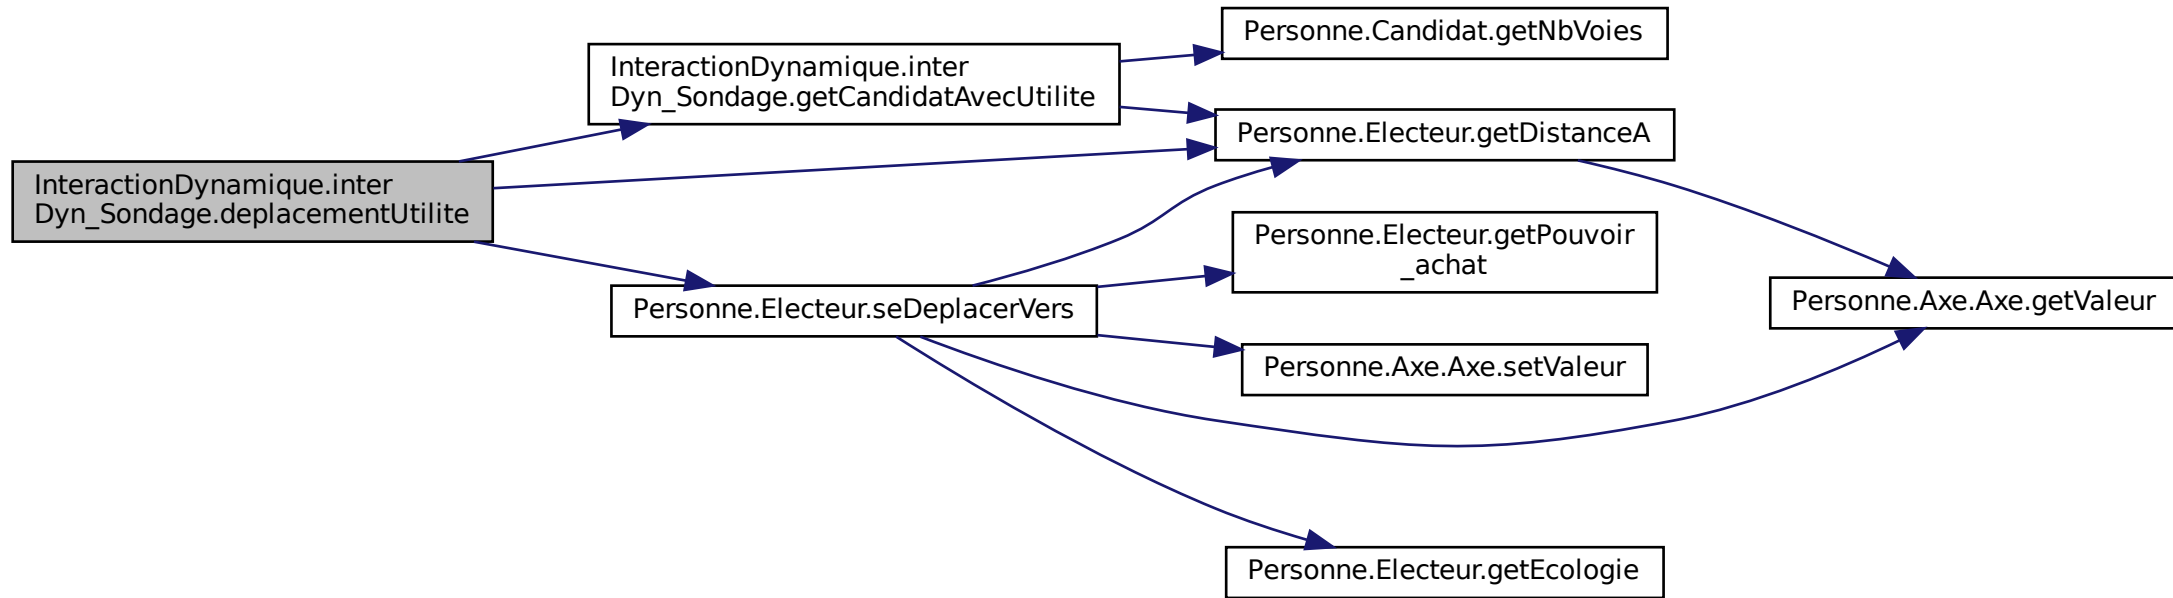 InteractionDynamique.inter
Dyn_Sondage.deplacementUtilite
InteractionDynamique.inter
Dyn_Sondage.getCandidatAvecUtilite
Personne.Electeur.seDeplacerVers
Personne.Candidat.getNbVoies
Personne.Electeur.getDistanceA
Personne.Electeur.getPouvoir
_achat
Personne.Axe.Axe.setValeur
Personne.Electeur.getEcologie
Personne.Axe.Axe.getValeur